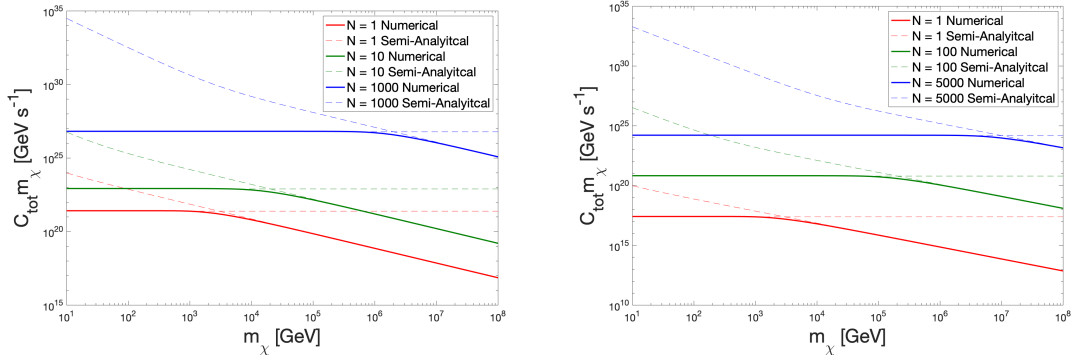 10^35
10^30
10^25
10^20
10^15
C_tot m_χ [GeV s^-1]
N = 1 Numerical
N = 1 Semi-Analyitcal
N = 10 Numerical
N = 10 Semi-Analyitcal
N = 1000 Numerical
N = 1000 Semi-Analyitcal
10^1 10^2 10^3 10^4 10^5 10^6 10^7 10^8
m_χ [GeV]
10^35
10^30
10^25
10^20
10^15
10^10
C_tot m_χ [GeV s^-1]
N = 1 Numerical
N = 1 Semi-Analyitcal
N = 100 Numerical
N = 100 Semi-Analyitcal
N = 5000 Numerical
N = 5000 Semi-Analyitcal
10^1 10^2 10^3 10^4 10^5 10^6 10^7 10^8
m_χ [GeV]